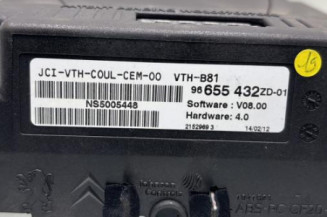 JCI-VTH-COUL-CEM-00 VTH-B81
96 655 432ZD-01
NS5005448
Software : V08.00
Hardware: 4.0
2152989 3 14/02/12